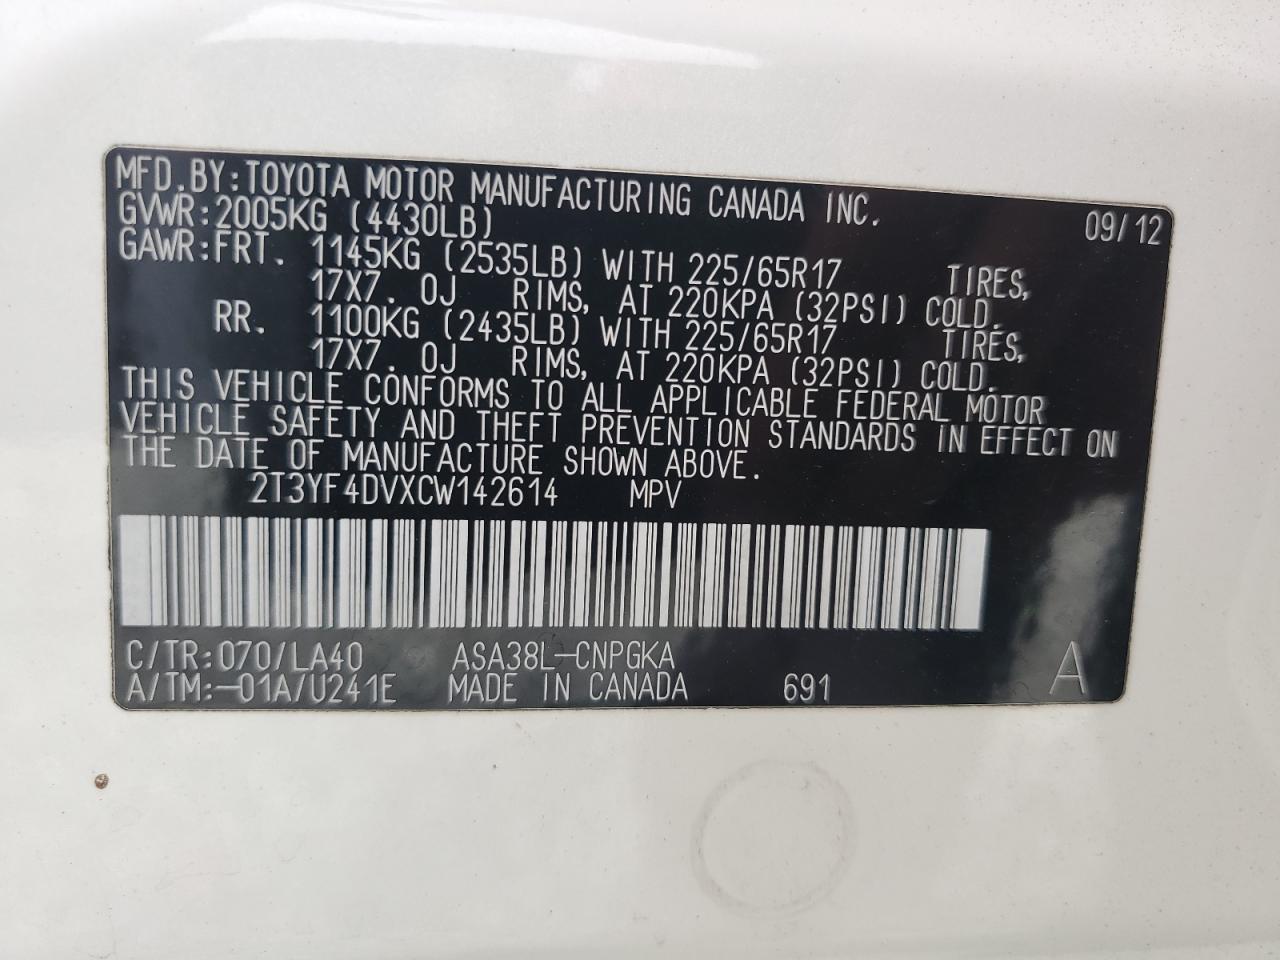 MFD. BY: TOYOTA MOTOR MANUFACTURING CANADA INC. 09/12
GVWR: 2005KG (4430LB)
GAWR: FRT. 1145KG (2535LB) WITH 225/65R17 TIRES,
17X7. 0J RIMS, AT 220KPA (32PSI) COLD.
RR. 1100KG (2435LB) WITH 225/65R17 TIRES,
17X7. 0J RIMS, AT 220KPA (32PSI) COLD.
THIS VEHICLE CONFORMS TO ALL APPLICABLE FEDERAL MOTOR
VEHICLE SAFETY AND THEFT PREVENTION STANDARDS IN EFFECT ON
THE DATE OF MANUFACTURE SHOWN ABOVE.
2T3YF4DVXCW142614 MPV
C/TR: 070/LA40 ASA38L-CNPGKA A
A/TM: -01A/U241E MADE IN CANADA 691